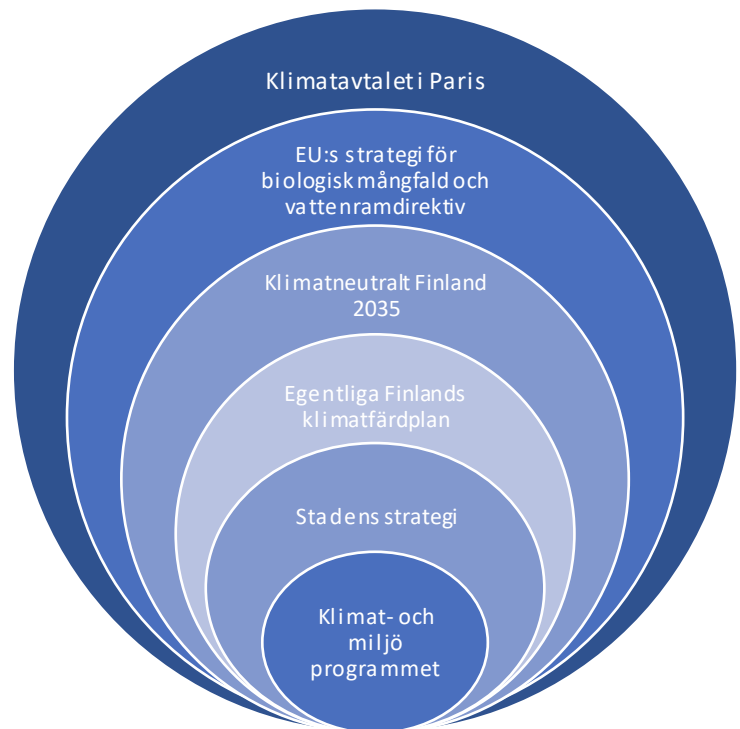 Klimatavtalet i Paris
EU:s strategi för
biologisk mångfald och
vattenramdirektiv
Klimatneutralt Finland
2035
Egentliga Finlands
klimatfärdplan
Stadens strategi
Klimat- och
miljö
programmet